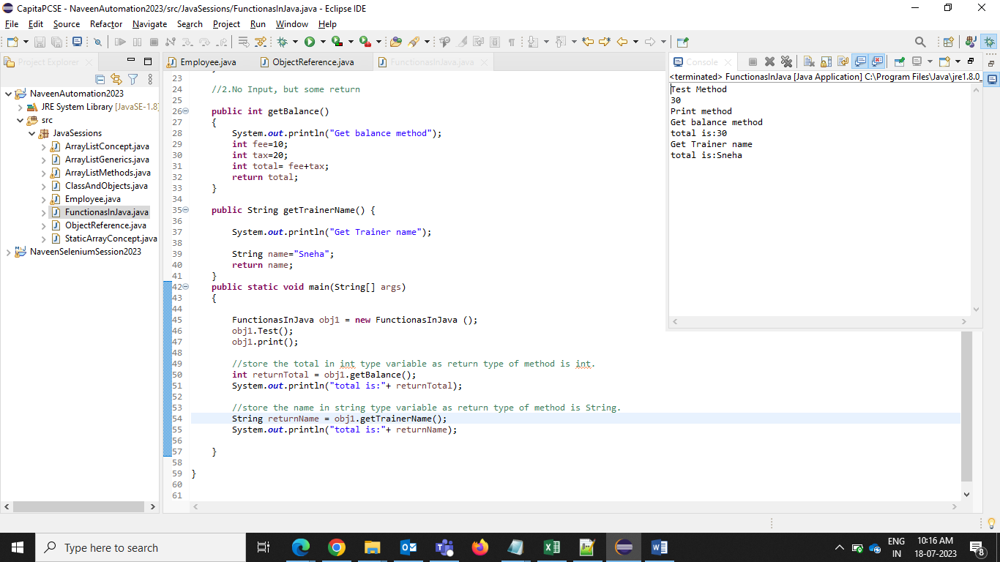 CapitaPCSE - NaveenAutomation2023/src/JavaSessions/FunctionasInJava.java - Eclipse IDE
File Edit Source Refactor Navigate Search Project Run Window Help
Project Explorer
NaveenAutomation2023
JRE System Library [JavaSE-1.8]
src
JavaSessions
ArrayListConcept.java
ArrayListGenerics.java
ArrayListMethods.java
ClassAndObjects.java
Employee.java
FunctionasInJava.java
ObjectReference.java
StaticArrayConcept.java
NaveenSeleniumSession2023
Employee.java ObjectReference.java FunctionasInJava.java
23
24 //2.No Input, but some return
25
26 public int getBalance()
27 {
28 System.out.println("Get balance method");
29 int fee=10;
30 int tax=20;
31 int total= fee+tax;
32 return total;
33 }
34
35 public String getTrainerName() {
36
37 System.out.println("Get Trainer name");
38
39 String name="Sneha";
40 return name;
41 }
42 public static void main(String[] args)
43 {
44
45 FunctionasInJava obj1 = new FunctionasInJava ();
46 obj1.Test();
47 obj1.print();
48
49 //store the total in int type variable as return type of method is int.
50 int returnTotal = obj1.getBalance();
51 System.out.println("total is:"+ returnTotal);
52
53 //store the name in string type variable as return type of method is String.
54 String returnName = obj1.getTrainerName();
55 System.out.println("total is:"+ returnName);
56
57 }
58
59 }
60
61
Console
<terminated> FunctionasInJava [Java Application] C:\Program Files\Java\jre1.8.0_
Test Method
30
Print method
Get balance method
total is:30
Get Trainer name
total is:Sneha
Type here to search
ENG
IN
10:16 AM
18-07-2023
8